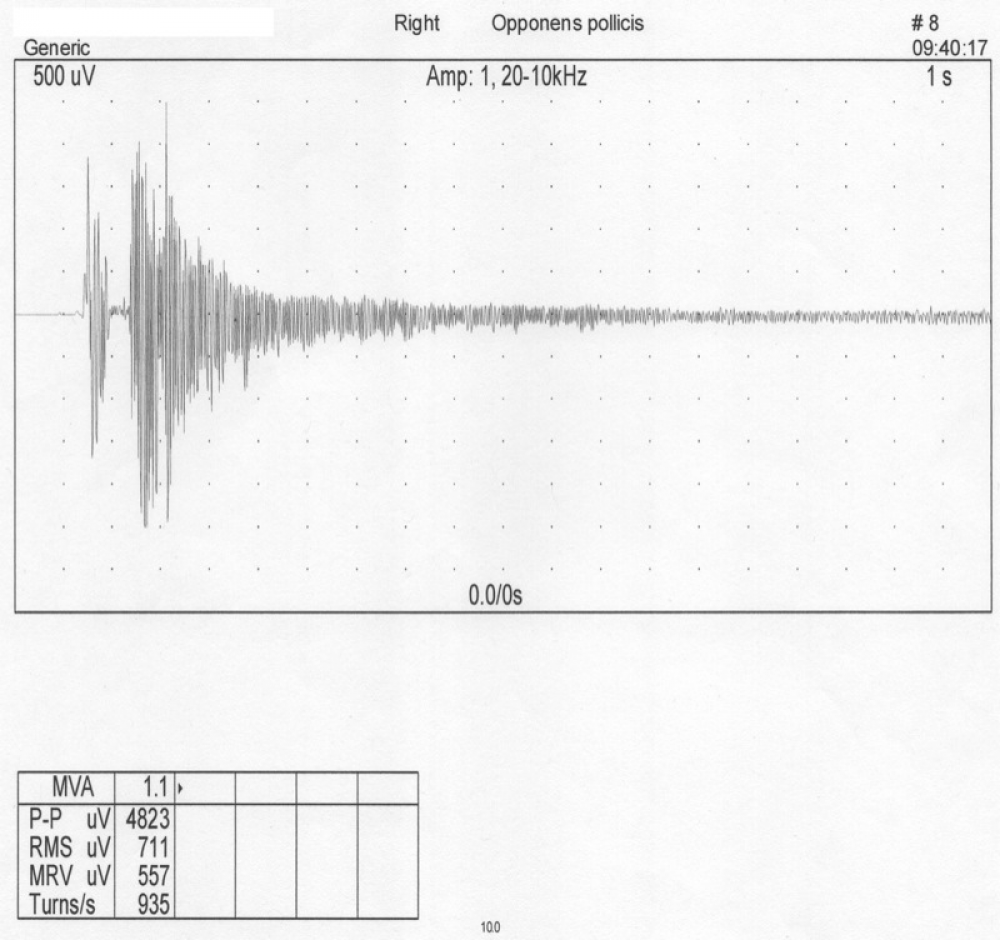 Right Opponens pollicis # 8
Generic 09:40:17
500 uV Amp: 1, 20-10kHz 1 s
0.0/0s
MVA 1.1
P-P uV 4823
RMS uV 711
MRV uV 557
Turns/s 935
100